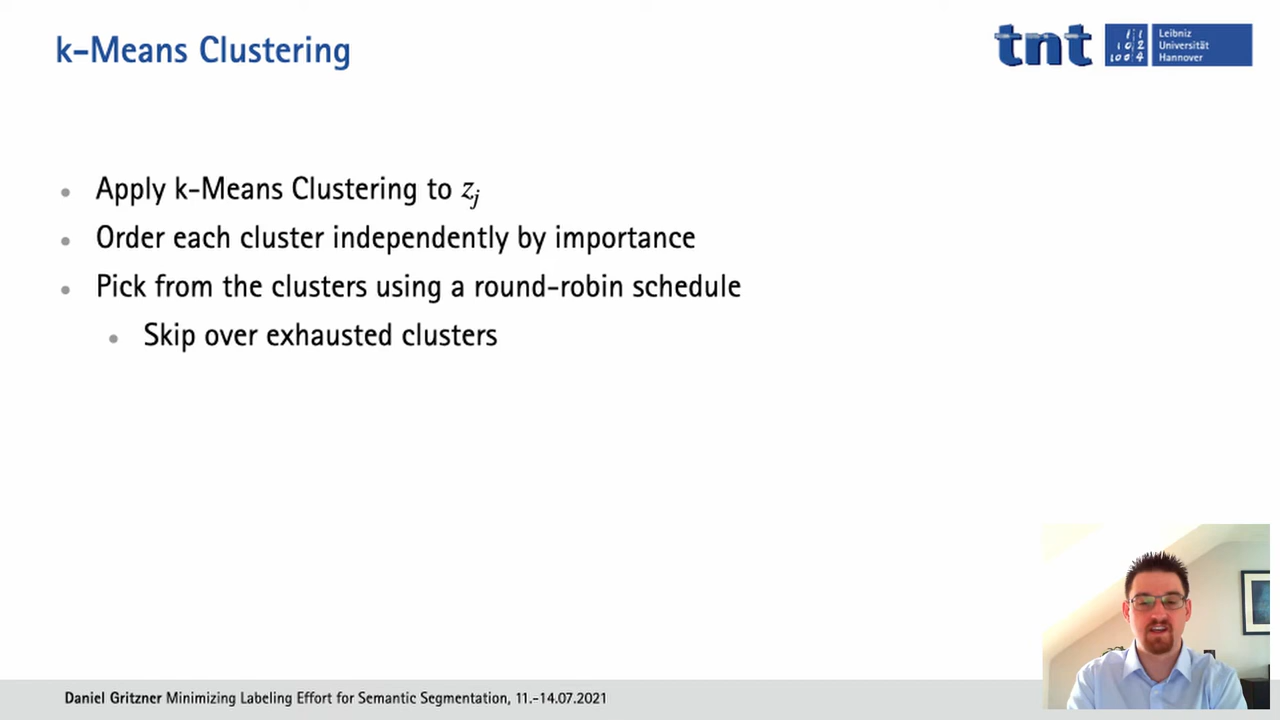 k-Means Clustering
tnt
Leibniz
Universität
Hannover
Apply k-Means Clustering to z_j
Order each cluster independently by importance
Pick from the clusters using a round-robin schedule
Skip over exhausted clusters
Daniel Gritzner Minimizing Labeling Effort for Semantic Segmentation, 11.-14.07.2021